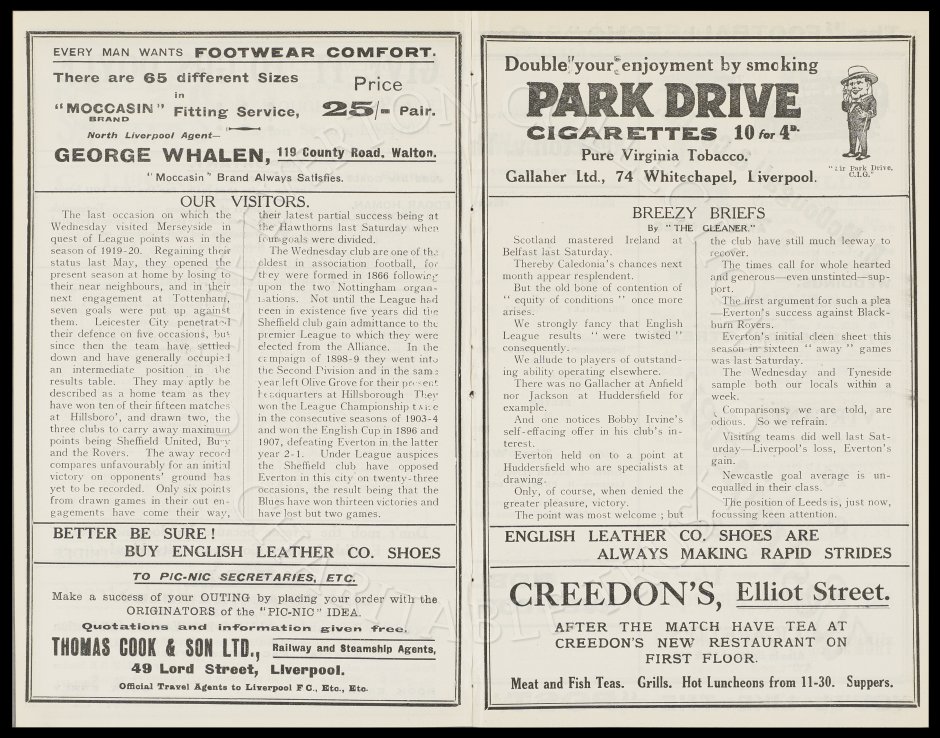 EVERY MAN WANTS FOOTWEAR COMFORT.
There are 65 different Sizes
in
"MOCCASIN" Fitting Service,
BRAND
Price
25/- Pair.
North Liverpool Agent—
GEORGE WHALEN, 119 County Road, Walton.
"Moccasin" Brand Always Satisfies.
OUR VISITORS.
The last occasion on which the
Wednesday visited Merseyside in
quest of League points was in the
season of 1919-20. Regaining their
status last May, they opened the
present season at home by losing to
their near neighbours, and in their
next engagement at Tottenham,
seven goals were put up against
them. Leicester City penetrated
their defence on five occasions, but
since then the team have settled
down and have generally occupied
an intermediate position in the
results table. They may aptly be
described as a home team as they
have won ten of their fifteen matches
at Hillsboro', and drawn two, the
three clubs to carry away maximum
points being Sheffield United, Bury
and the Rovers. The away record
compares unfavourably for an initial
victory on opponents' ground has
yet to be recorded. Only six points
from drawn games in their out en-
gagements have come their way,
their latest partial success being at
the Hawthorns last Saturday when
four goals were divided.
The Wednesday club are one of the
oldest in association football, for
they were formed in 1866 following
upon the two Nottingham organ-
isations. Not until the League had
been in existence five years did the
Sheffield club gain admittance to the
premier League to which they were
elected from the Alliance. In the
campaign of 1898-9 they went into
the Second Division and in the same
year left Olive Grove for their present
headquarters at Hillsborough They
won the League Championship twice
in the consecutive seasons of 1903-4
and won the English Cup in 1896 and
1907, defeating Everton in the latter
year 2-1. Under League auspices
the Sheffield club have opposed
Everton in this city on twenty-three
occasions, the result being that the
Blues have won thirteen victories and
have lost but two games.
BETTER BE SURE!
BUY ENGLISH LEATHER CO. SHOES
TO PIC-NIC SECRETARIES, ETC.
Make a success of your OUTING by placing your order with the
ORIGINATORS of the "PIC-NIC" IDEA.
Quotations and information given free.
THOMAS COOK & SON LTD., Railway and Steamship Agents,
49 Lord Street, Liverpool.
Official Travel Agents to Liverpool F.C., Etc., Etc.
Double your enjoyment by smoking
PARK DRIVE
CIGARETTES 10 for 4D.
Pure Virginia Tobacco.
Gallaher Ltd., 74 Whitechapel, Liverpool.
"Sir Park Drive,
C.I.G."
BREEZY BRIEFS
By "THE GLEANER."
Scotland mastered Ireland at
Belfast last Saturday.
Thereby Caledonia's chances next
month appear resplendent.
But the old bone of contention of
"equity of conditions" once more
arises.
We strongly fancy that English
League results were twisted"
consequently.
We allude to players of outstand-
ing ability operating elsewhere.
There was no Gallacher at Anfield
nor Jackson at Huddersfield for
example.
And one notices Bobby Irvine's
self-effacing offer in his club's in-
terest.
Everton held on to a point at
Huddersfield who are specialists at
drawing.
Only, of course, when denied the
greater pleasure, victory.
The point was most welcome; but
the club have still much leeway to
recover.
The times call for whole hearted
and generous—even unstinted—sup-
port.
The first argument for such a plea
—Everton's success against Black-
burn Rovers.
Everton's initial cleen sheet this
season in sixteen "away" games
was last Saturday.
The Wednesday and Tyneside
sample both our locals within a
week.
Comparisons, we are told, are
odious. So we refrain.
Visiting teams did well last Sat-
urday—Liverpool's loss, Everton's
gain.
Newcastle goal average is un-
equalled in their class.
The position of Leeds is, just now,
focussing keen attention.
ENGLISH LEATHER CO. SHOES ARE
ALWAYS MAKING RAPID STRIDES
CREEDON'S, Elliot Street.
AFTER THE MATCH HAVE TEA AT
CREEDON'S NEW RESTAURANT ON
FIRST FLOOR.
Meat and Fish Teas. Grills. Hot Luncheons from 11-30. Suppers.